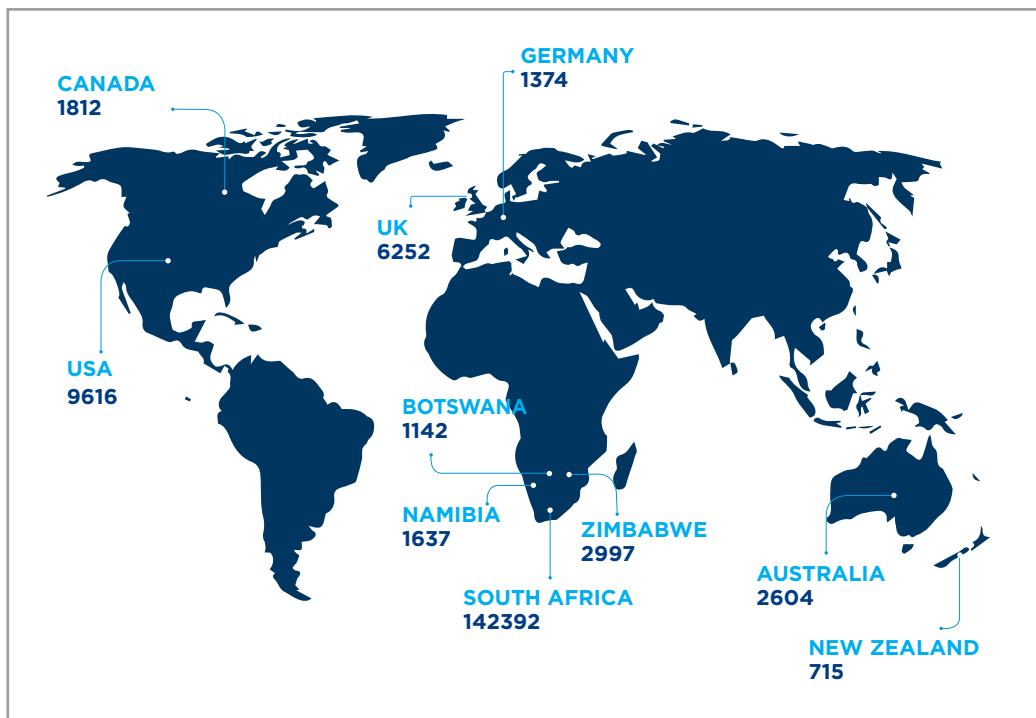 GERMANY
1374
CANADA
1812
UK
6252
USA
9616
BOTSWANA
1142
NAMIBIA
1637
ZIMBABWE
2997
SOUTH AFRICA
142392
AUSTRALIA
2604
NEW ZEALAND
715